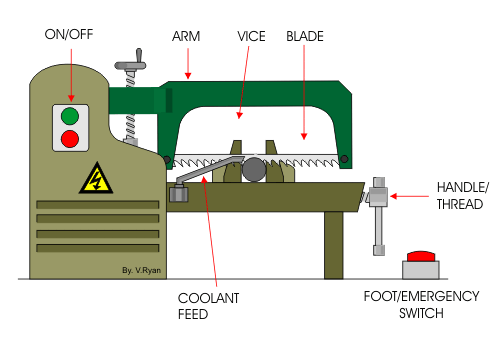 ON/OFF
ARM
VICE
BLADE
HANDLE/
THREAD
By. V.Ryan
COOLANT
FEED
FOOT/EMERGENCY
SWITCH